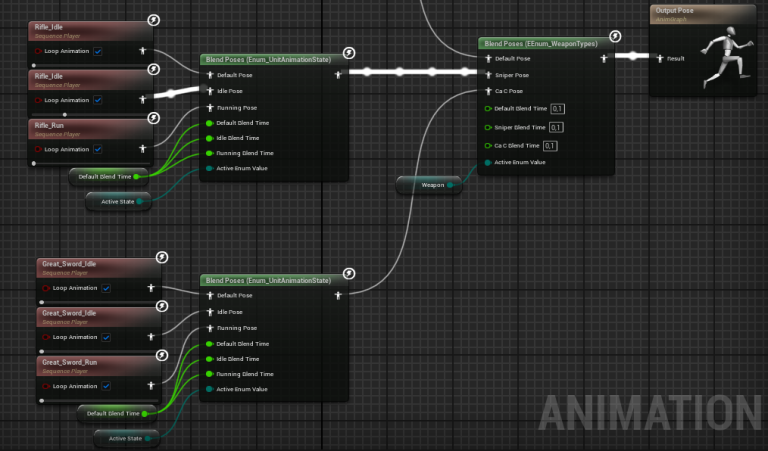 Output Pose
AnimGraph
Result
Rifle_Idle
Sequence Player
Loop Animation
Rifle_Idle
Sequence Player
Loop Animation
Rifle_Run
Sequence Player
Loop Animation
Default Blend Time
Active State
Blend Poses (Enum_UnitAnimationState)
Default Pose
Idle Pose
Running Pose
Default Blend Time
Idle Blend Time
Running Blend Time
Active Enum Value
Blend Poses (EEnum_WeaponTypes)
Default Pose
Sniper Pose
Ca C Pose
Default Blend Time 0,1
Sniper Blend Time 0,1
Ca C Blend Time 0,1
Active Enum Value
Weapon
Great_Sword_Idle
Sequence Player
Loop Animation
Great_Sword_Idle
Sequence Player
Loop Animation
Great_Sword_Run
Sequence Player
Loop Animation
Default Blend Time
Active State
Blend Poses (Enum_UnitAnimationState)
Default Pose
Idle Pose
Running Pose
Default Blend Time
Idle Blend Time
Running Blend Time
Active Enum Value
ANIMATION